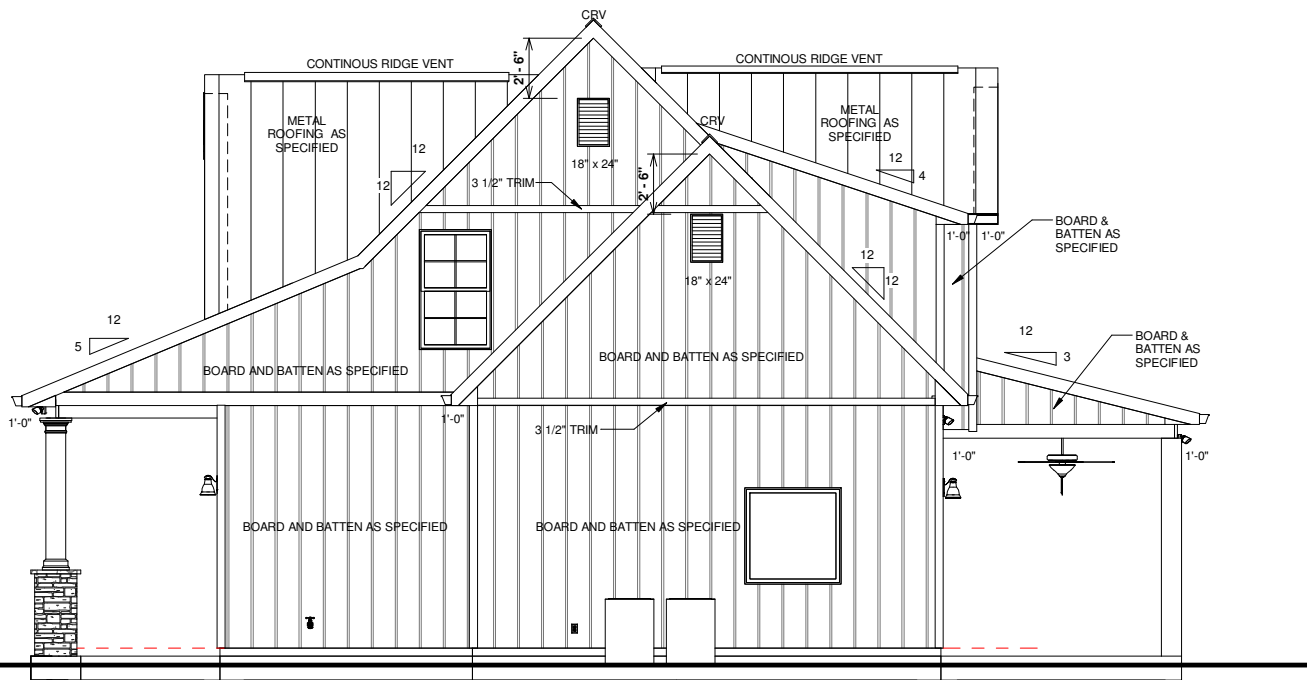 CRV
CONTINOUS RIDGE VENT
CONTINOUS RIDGE VENT
2' - 6"
METAL
ROOFING AS
SPECIFIED
METAL
ROOFING AS
SPECIFIED
CRV
18" x 24"
12
12
12
4
3 1/2" TRIM
2' - 6"
BOARD &
BATTEN AS
SPECIFIED
1'-0"
1'-0"
12
12
18" x 24"
12
5
12
3
BOARD &
BATTEN AS
SPECIFIED
BOARD AND BATTEN AS SPECIFIED
BOARD AND BATTEN AS SPECIFIED
1'-0"
1'-0"
3 1/2" TRIM
1'-0"
1'-0"
BOARD AND BATTEN AS SPECIFIED
BOARD AND BATTEN AS SPECIFIED